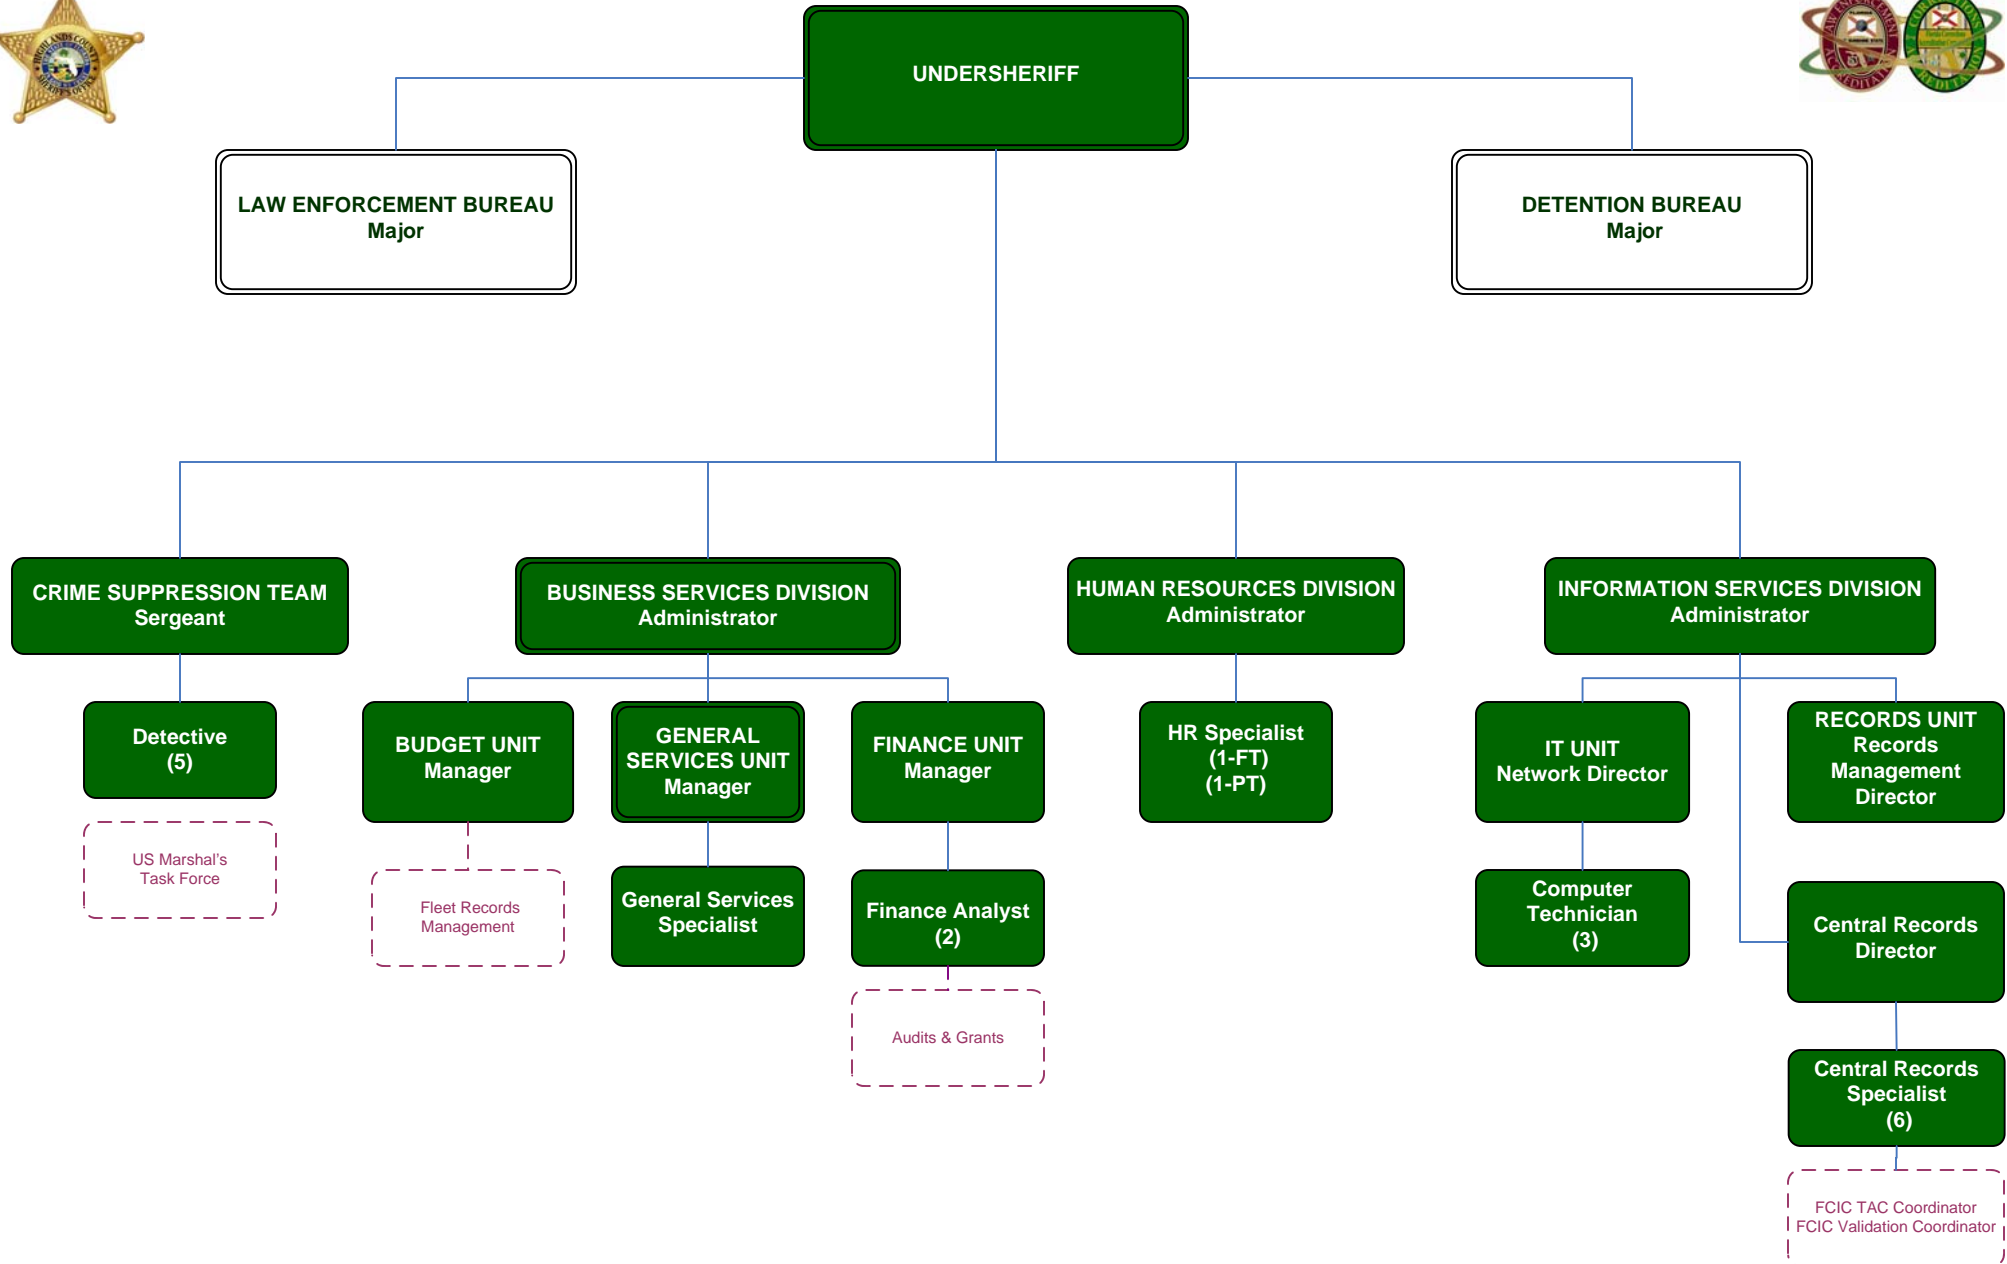 HIGHLANDS COUNTY
SHERIFF'S OFFICE
UNDERSHERIFF
LAW ENFORCEMENT BUREAU
Major
DETENTION BUREAU
Major
CRIME SUPPRESSION TEAM
Sergeant
BUSINESS SERVICES DIVISION
Administrator
HUMAN RESOURCES DIVISION
Administrator
INFORMATION SERVICES DIVISION
Administrator
Detective
(5)
US Marshal's
Task Force
BUDGET UNIT
Manager
Fleet Records
Management
GENERAL
SERVICES UNIT
Manager
General Services
Specialist
FINANCE UNIT
Manager
Finance Analyst
(2)
Audits & Grants
HR Specialist
(1-FT)
(1-PT)
IT UNIT
Network Director
Computer
Technician
(3)
RECORDS UNIT
Records
Management
Director
Central Records
Director
Central Records
Specialist
(6)
FCIC TAC Coordinator
FCIC Validation Coordinator